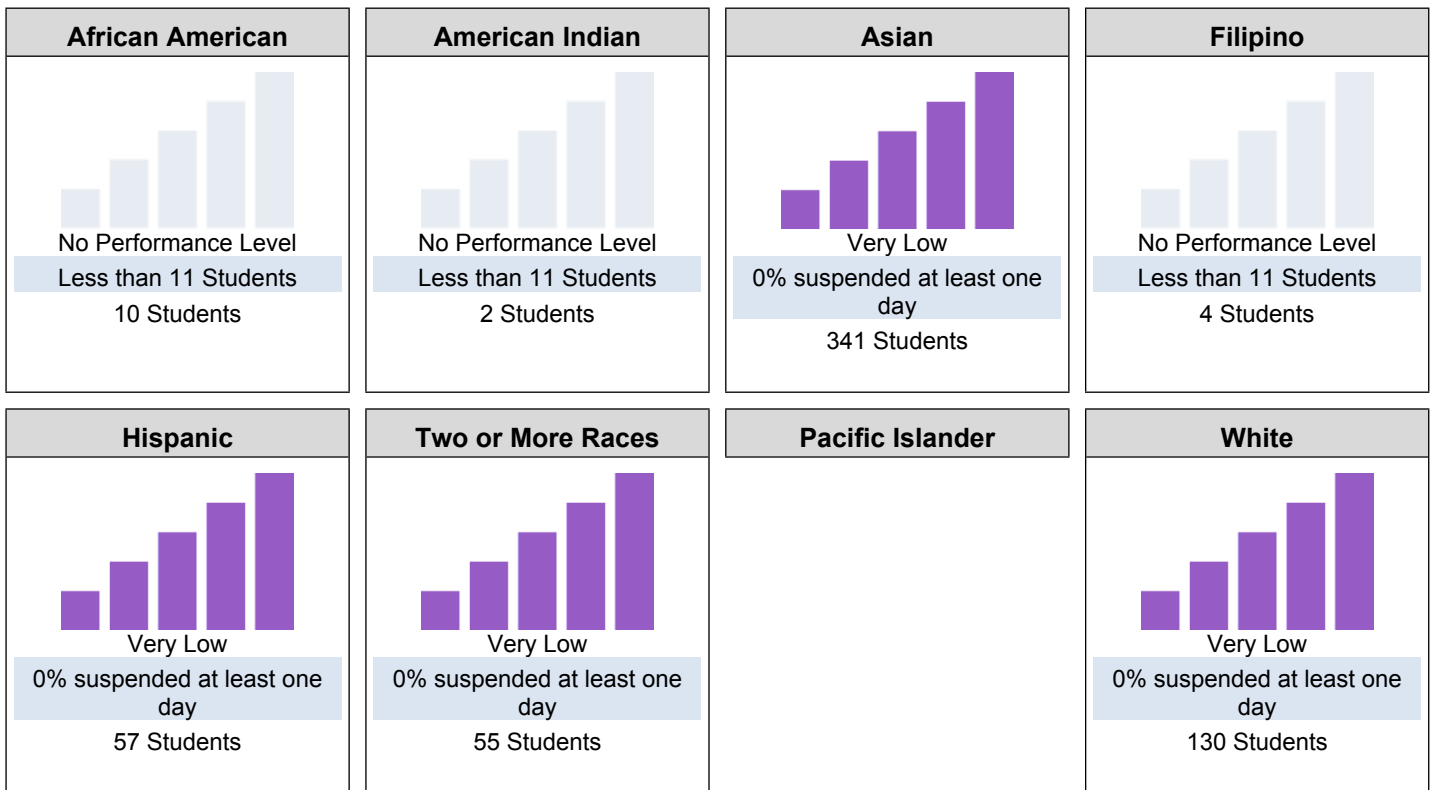 African American
No Performance Level
Less than 11 Students
10 Students
American Indian
No Performance Level
Less than 11 Students
2 Students
Asian
Very Low
0% suspended at least one
day
341 Students
Filipino
No Performance Level
Less than 11 Students
4 Students
Hispanic
Very Low
0% suspended at least one
day
57 Students
Two or More Races
Very Low
0% suspended at least one
day
55 Students
Pacific Islander
White
Very Low
0% suspended at least one
day
130 Students